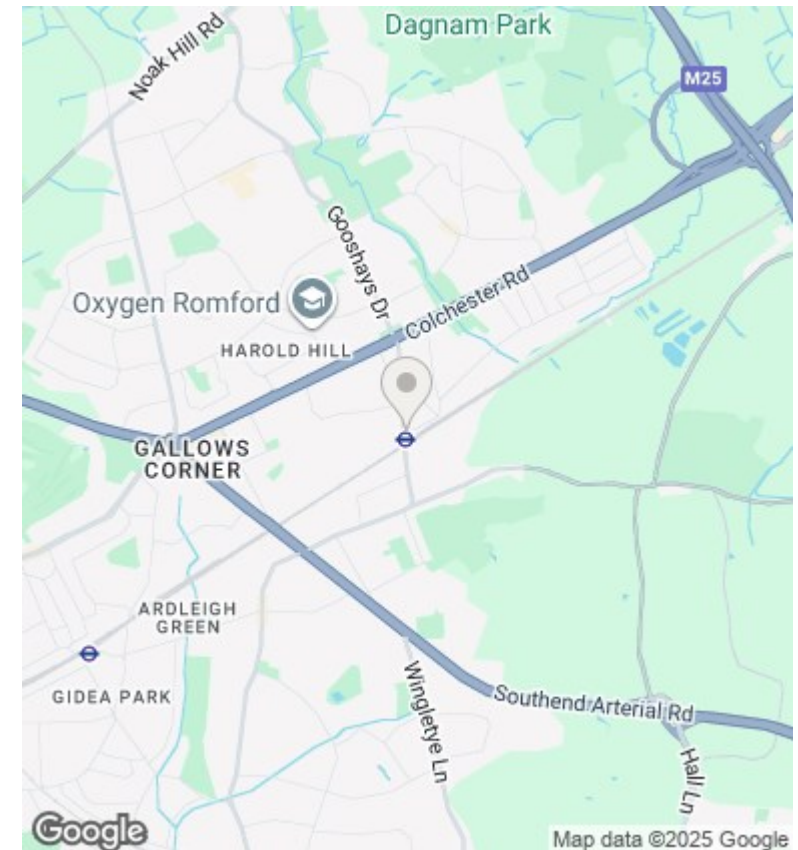 Dagnam Park
Noak Hill Rd
M25
Gooshays Dr
Oxygen Romford
Colchester Rd
HAROLD HILL
GALLOWS
CORNER
ARDLEIGH
GREEN
GIDEA PARK
Wingletye Ln
Southend Arterial Rd
Hall Ln
Google
Map data ©2025 Google